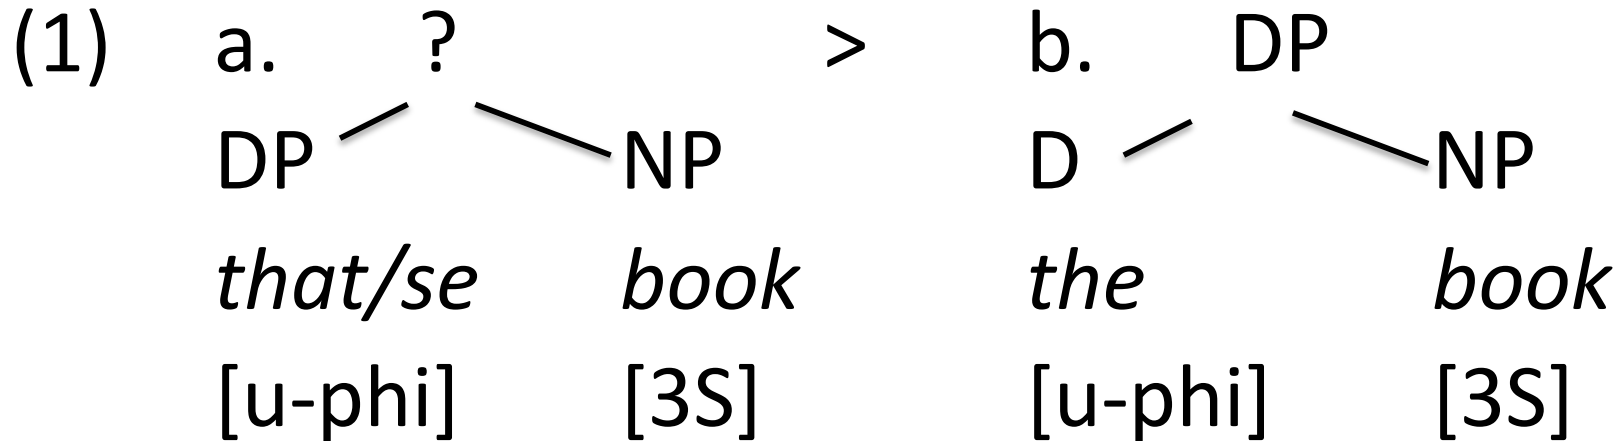 (1) a. ? > b. DP
DP NP D NP
that/se book the book
[u-phi] [3S] [u-phi] [3S]